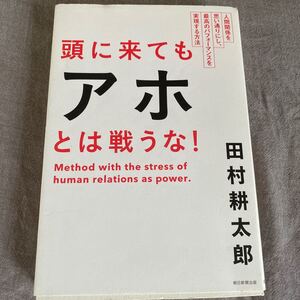 人間関係を
思い通りにし、
最高のパフォーマンスを
実現する方法
頭に来ても
アホ
とは戦うな!
Method with the stress of
human relations as power.
田村耕太郎
朝日新聞出版